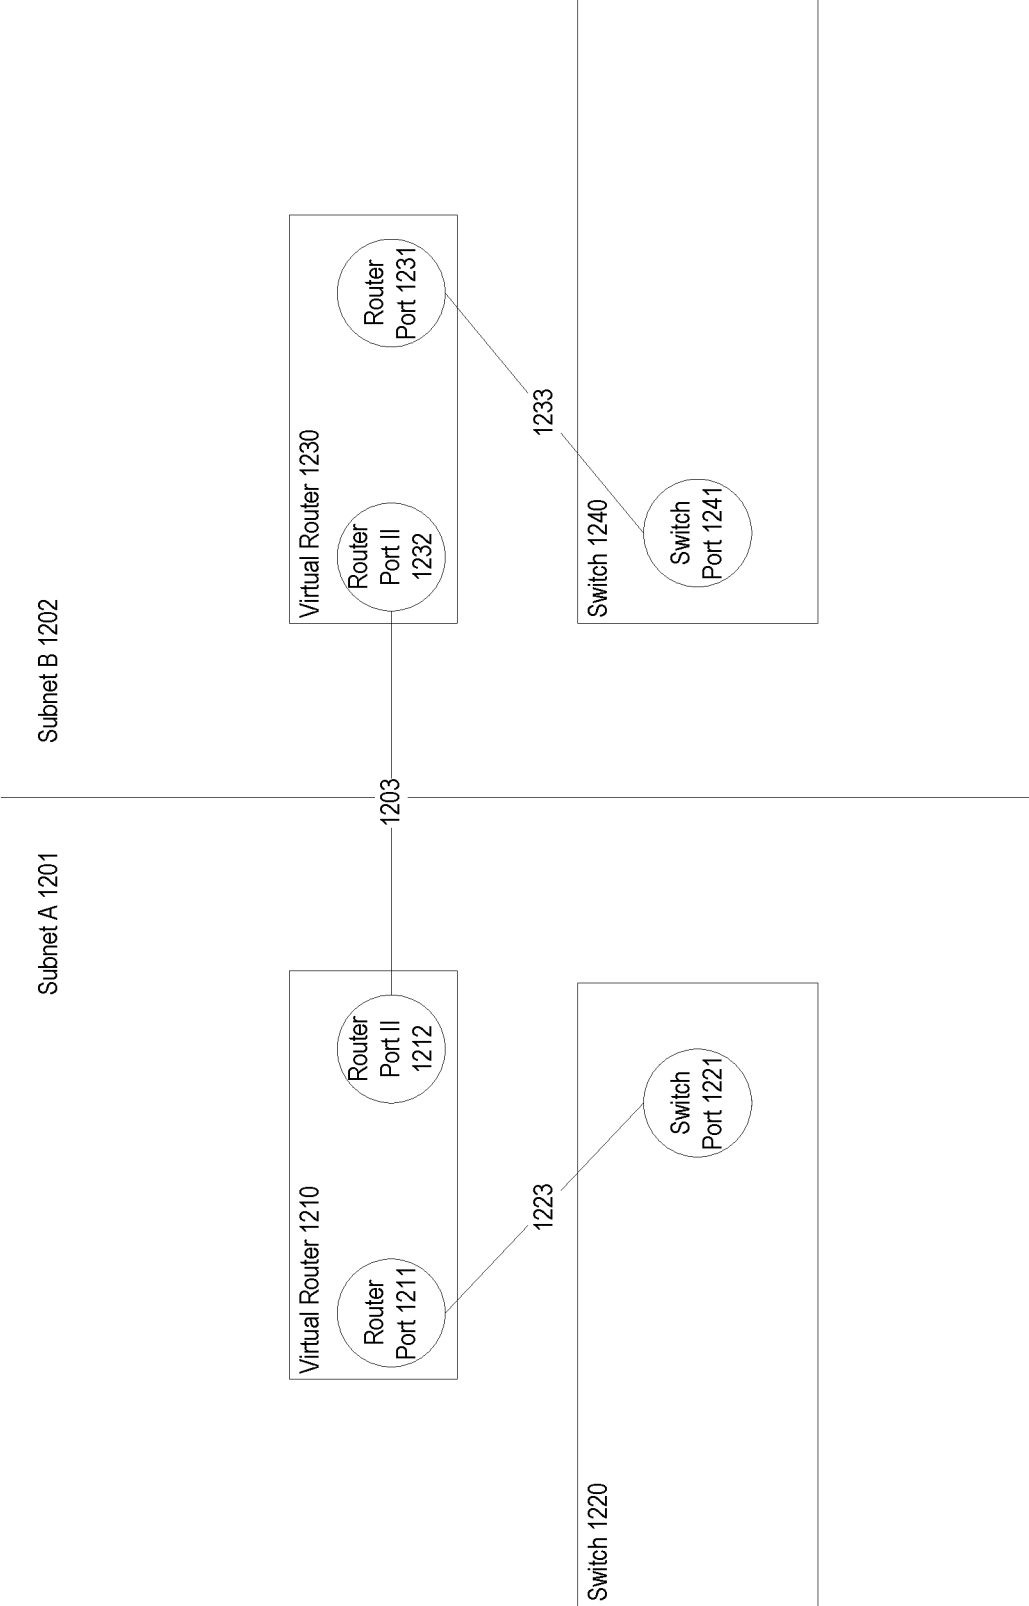 Subnet A 1201
Subnet B 1202
Virtual Router 1210
Router
Port 1211
Router
Port II
1212
1203
Virtual Router 1230
Router
Port II
1232
Router
Port 1231
1223
1233
Switch 1220
Switch
Port 1221
Switch 1240
Switch
Port 1241